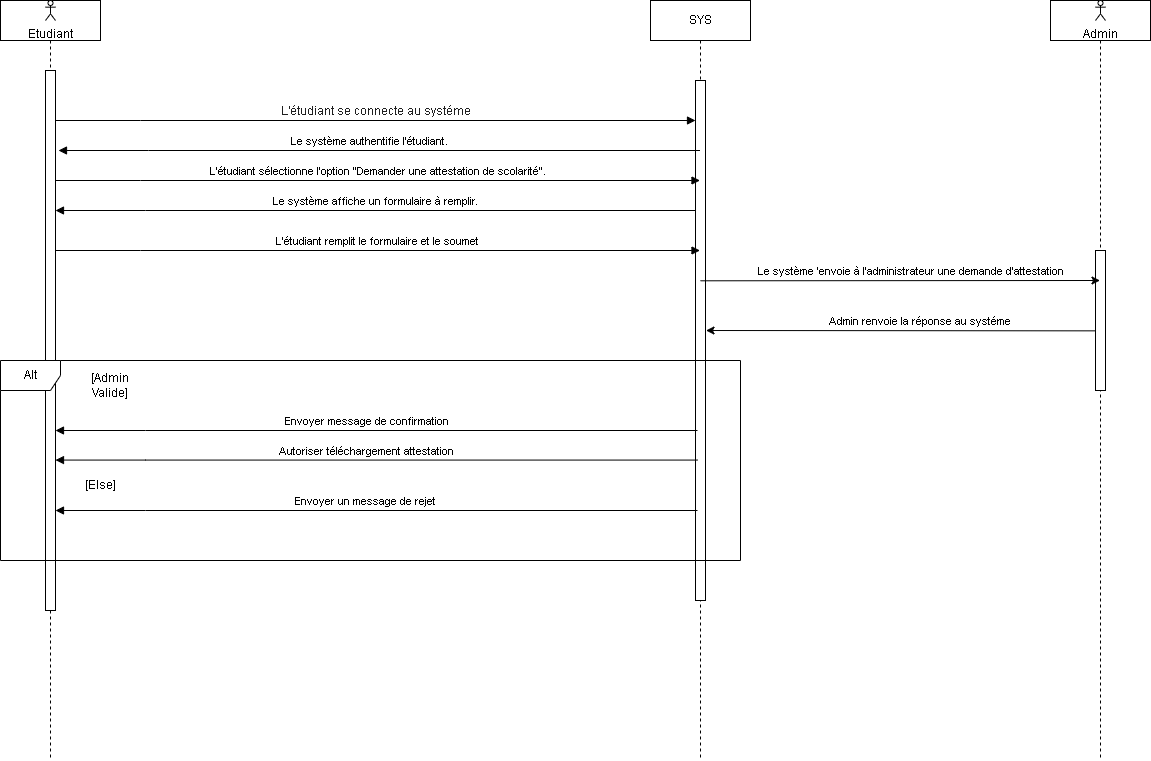 Etudiant
SYS
Admin
L'étudiant se connecte au systéme
Le système authentifie l'étudiant.
L'étudiant sélectionne l'option "Demander une attestation de scolarité".
Le système affiche un formulaire à remplir.
L'étudiant remplit le formulaire et le soumet
Le système 'envoie à l'administrateur une demande d'attestation
Admin renvoie la réponse au systéme
Alt
[Admin
Valide]
Envoyer message de confirmation
Autoriser téléchargement attestation
[Else]
Envoyer un message de rejet